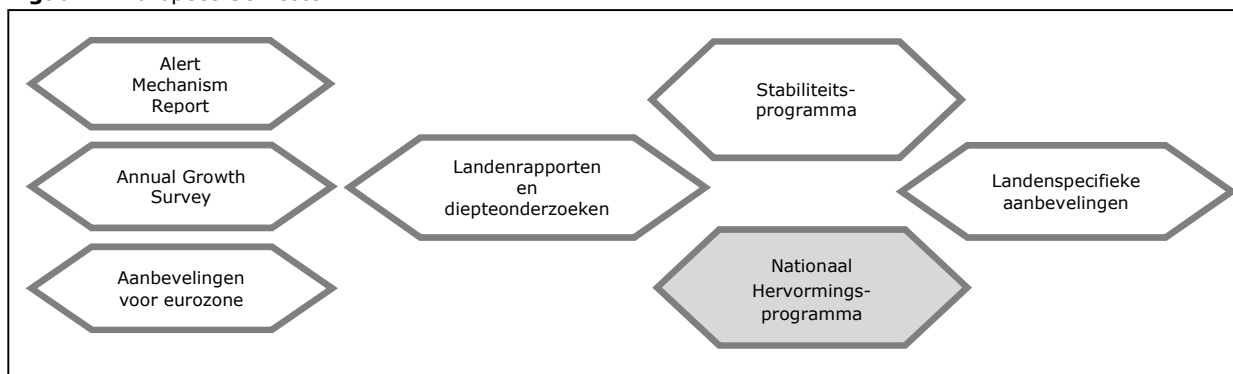 Alert
Mechanism
Report
Annual Growth
Survey
Aanbevelingen
voor eurozone
Landenrapporten
en
diepteonderzoeken
Stabiliteits-
programma
Nationaal
Hervormings-
programma
Landenspecifieke
aanbevelingen